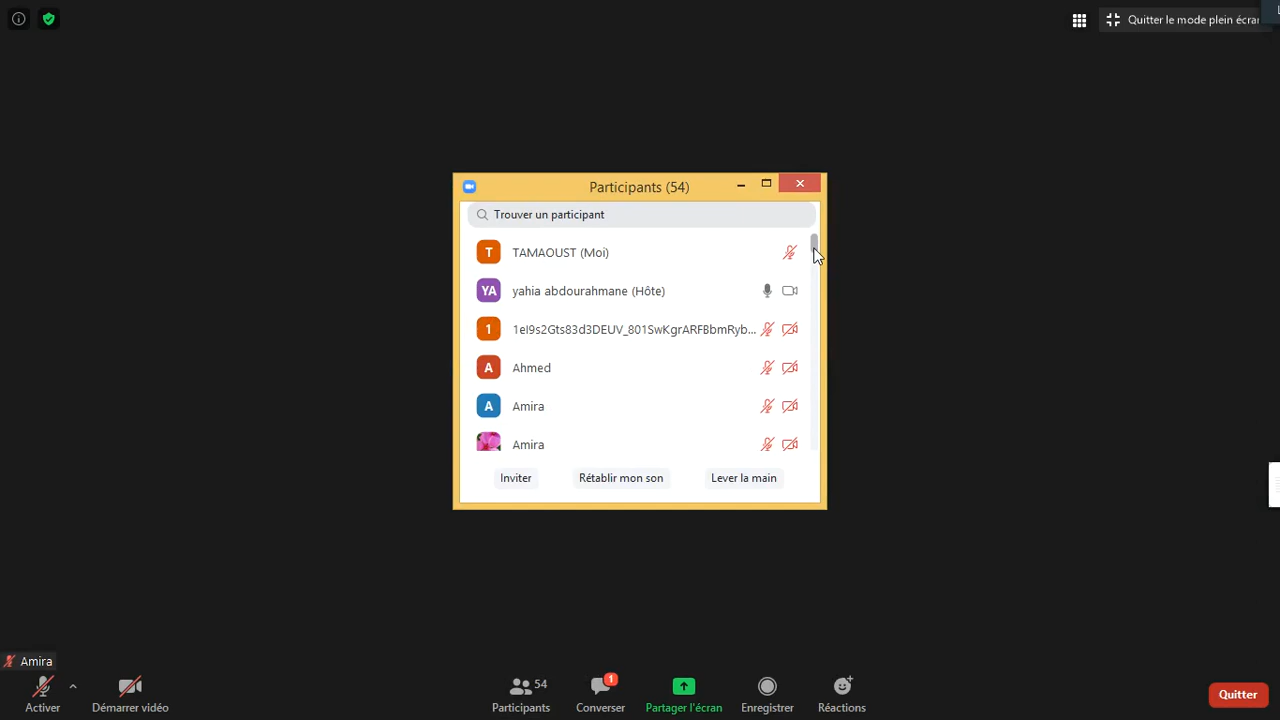 Quitter le mode plein écran
Participants (54)
Trouver un participant
T TAMAOUST (Moi)
YA yahia abdourahmane (Hôte)
1 1eI9s2Gts83d3DEUV_801SwKgrARFBbmRyb...
A Ahmed
A Amira
Amira
Inviter Rétablir mon son Lever la main
Amira
54 1
Activer Démarrer vidéo Participants Converser Partager l'écran Enregistrer Réactions Quitter